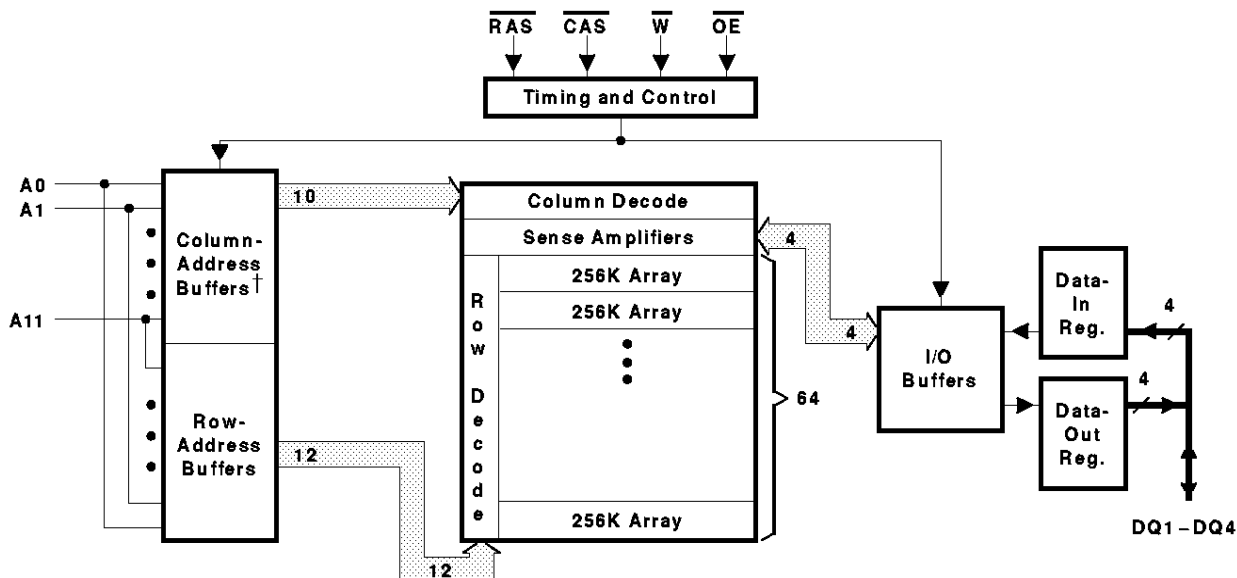 RAS CAS W OE
Timing and Control
A0
A1
A11
Column-
Address
Buffers†
Row-
Address
Buffers
10
12
12
Column Decode
Sense Amplifiers
Row Decode
256K Array
256K Array
256K Array
64
4
4
I/O
Buffers
Data-
In
Reg.
4
Data-
Out
Reg.
4
DQ1–DQ4